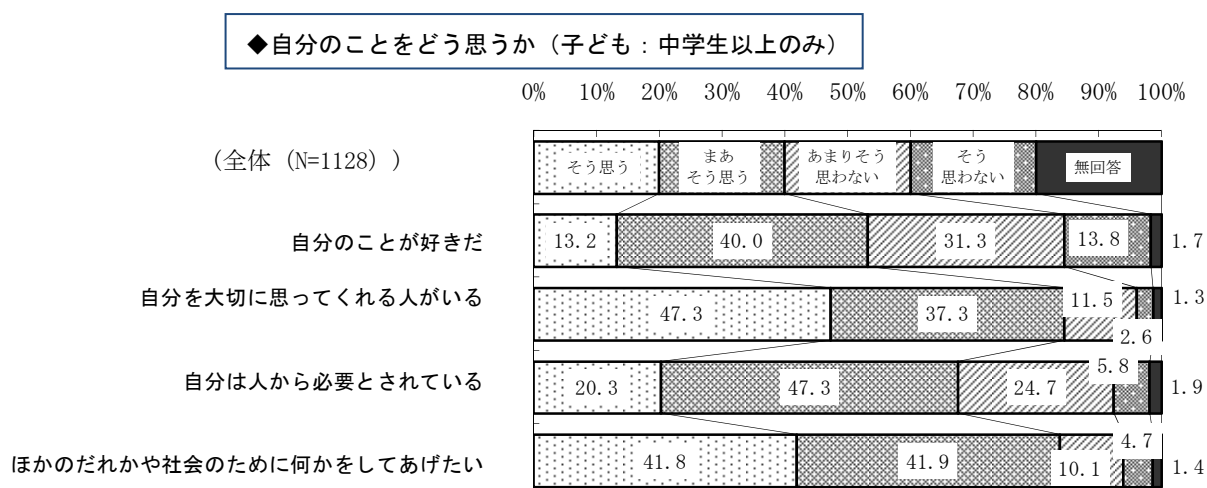 ◆自分のことをどう思うか（子ども：中学生以上のみ）
0% 10% 20% 30% 40% 50% 60% 70% 80% 90% 100%
（全体（N=1128））
そう思う
まあ
そう思う
あまりそう
思わない
そう
思わない
無回答
自分のことが好きだ 13.2 40.0 31.3 13.8 1.7
自分を大切に思ってくれる人がいる 47.3 37.3 11.5 2.6 1.3
自分は人から必要とされている 20.3 47.3 24.7 5.8 1.9
ほかのだれかや社会のために何かをしてあげたい 41.8 41.9 10.1 4.7 1.4